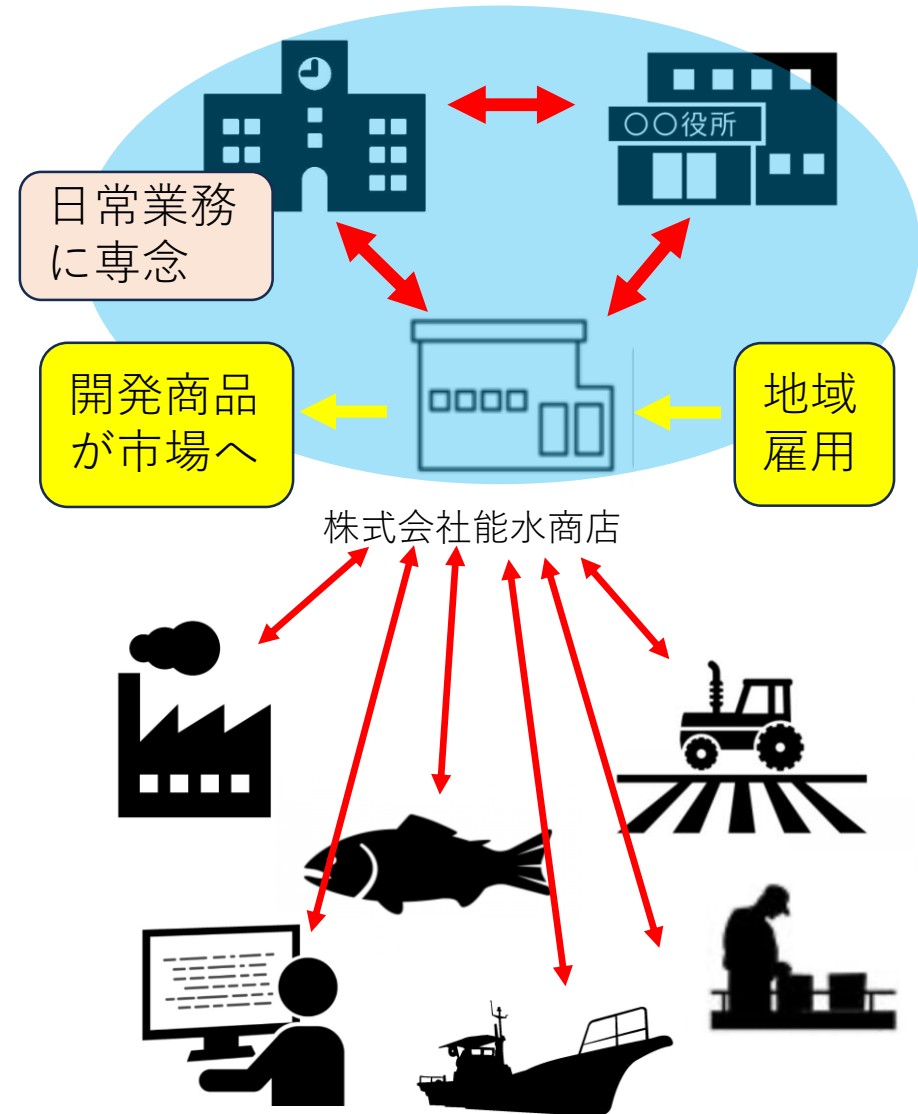 〇〇役所
日常業務
に専念
開発商品
が市場へ
地域
雇用
株式会社能水商店